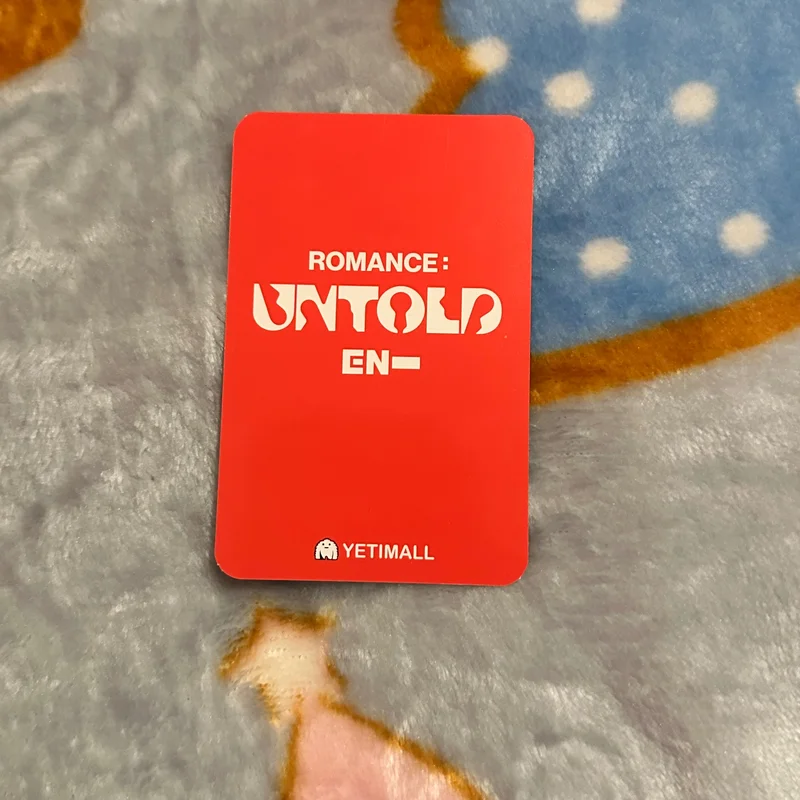 ROMANCE:
UNTOLD
EN-
YETIMALL